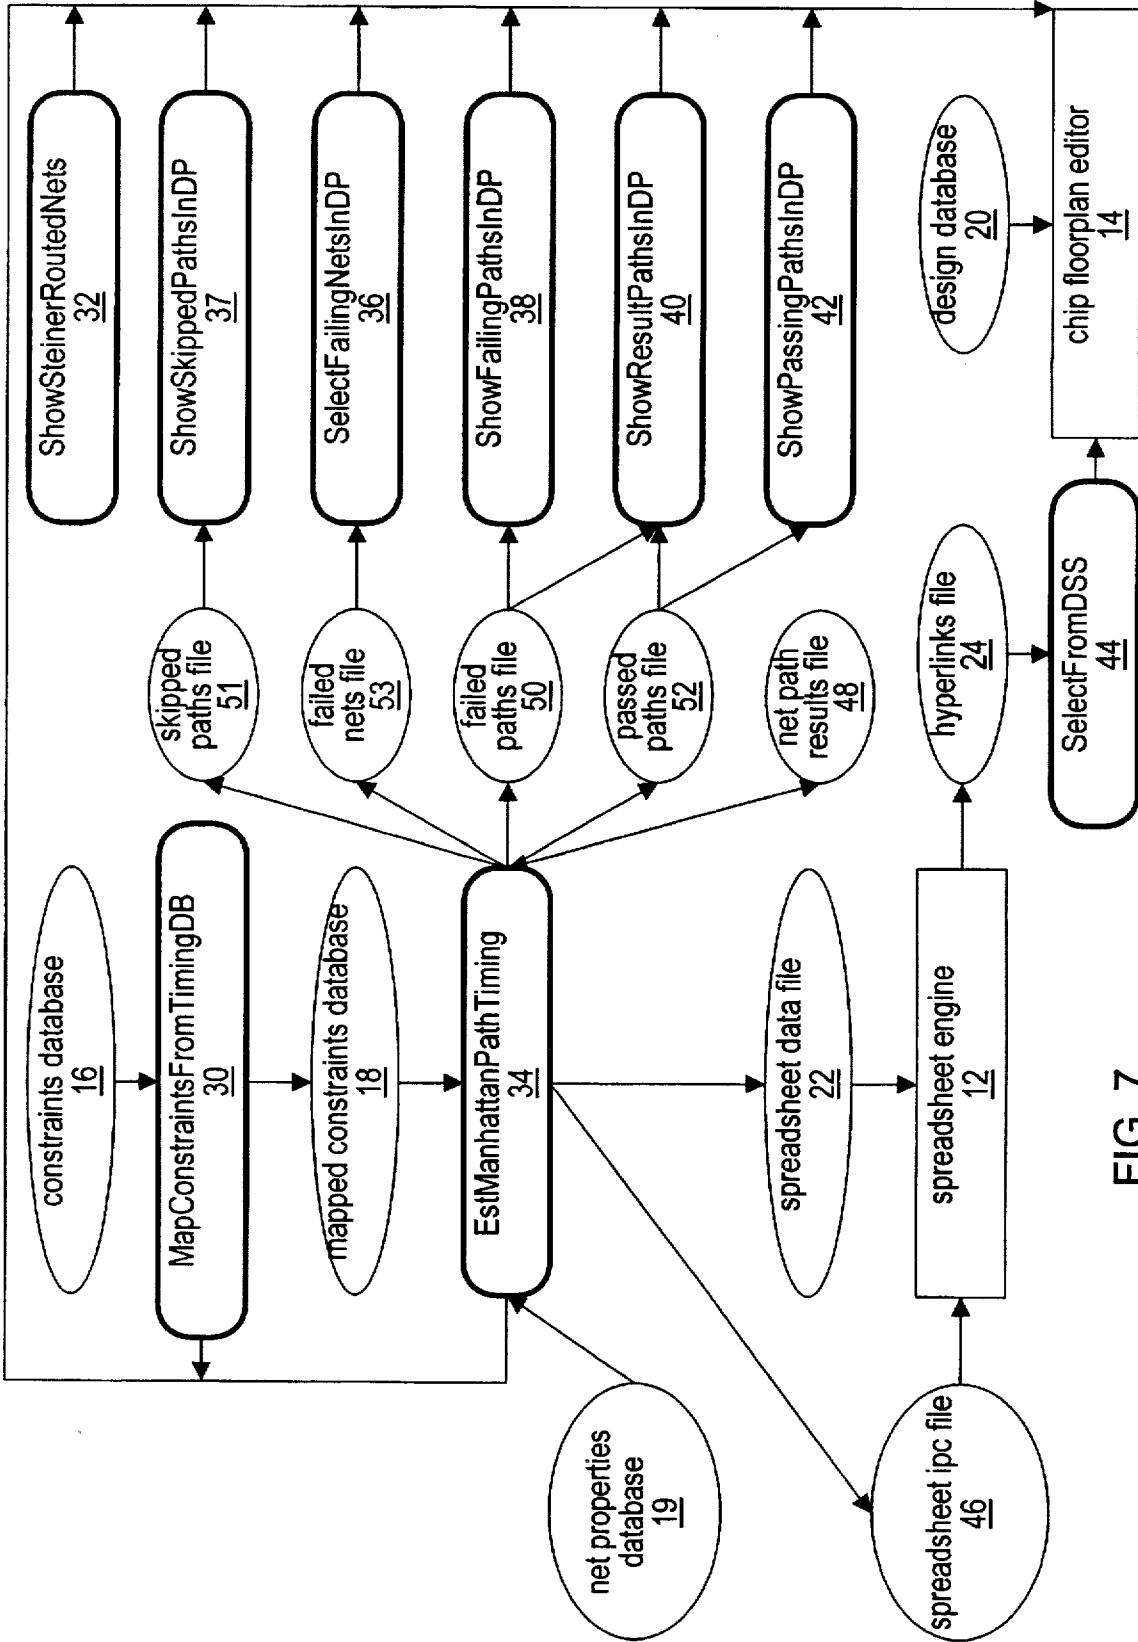 constraints database
16
MapConstraintsFromTimingDB
30
mapped constraints database
18
EstManhattanPathTiming
34
net properties
database
19
spreadsheet data file
22
spreadsheet engine
12
spreadsheet ipc file
46
skipped
paths file
51
failed
nets file
53
failed
paths file
50
passed
paths file
52
net path
results file
48
hyperlinks file
24
SelectFromDSS
44
ShowSteinerRoutedNets
32
ShowSkippedPathsInDP
37
SelectFailingNetsInDP
36
ShowFailingPathsInDP
38
ShowResultPathsInDP
40
ShowPassingPathsInDP
42
design database
20
chip floorplan editor
14
FIG. 7